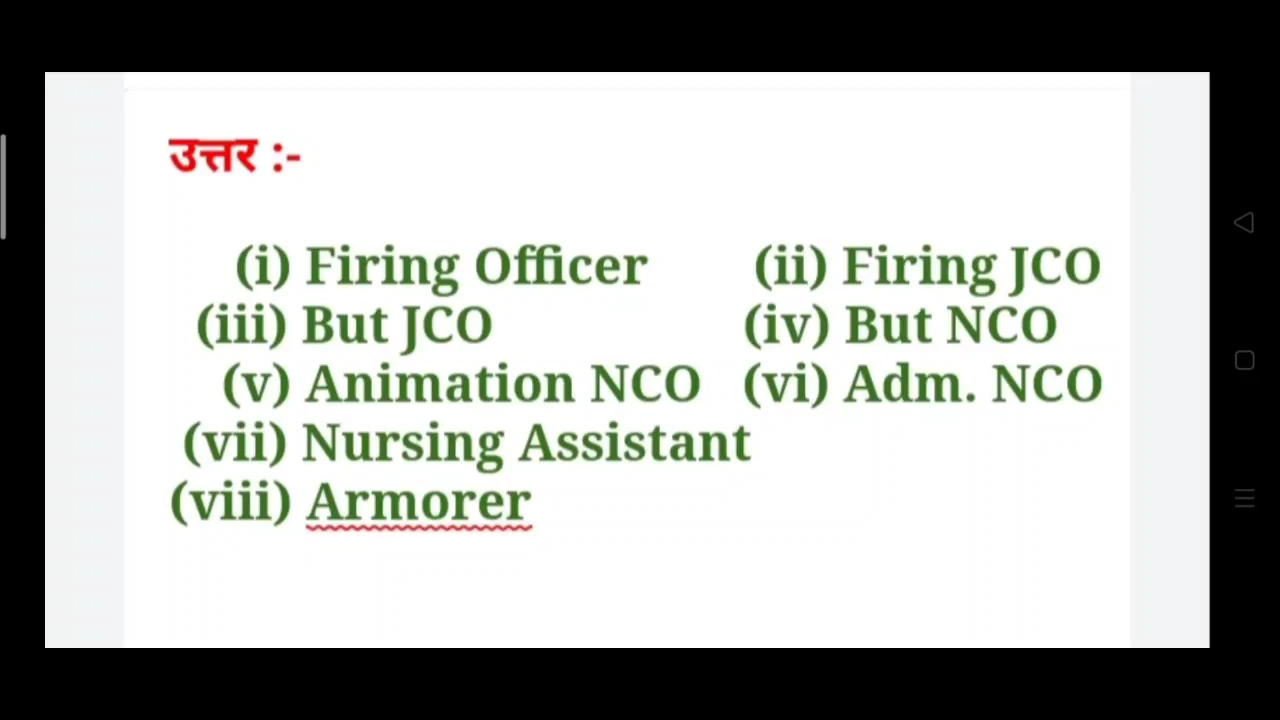 उत्तर :-
(i) Firing Officer (ii) Firing JCO
(iii) But JCO (iv) But NCO
(v) Animation NCO (vi) Adm. NCO
(vii) Nursing Assistant
(viii) Armorer